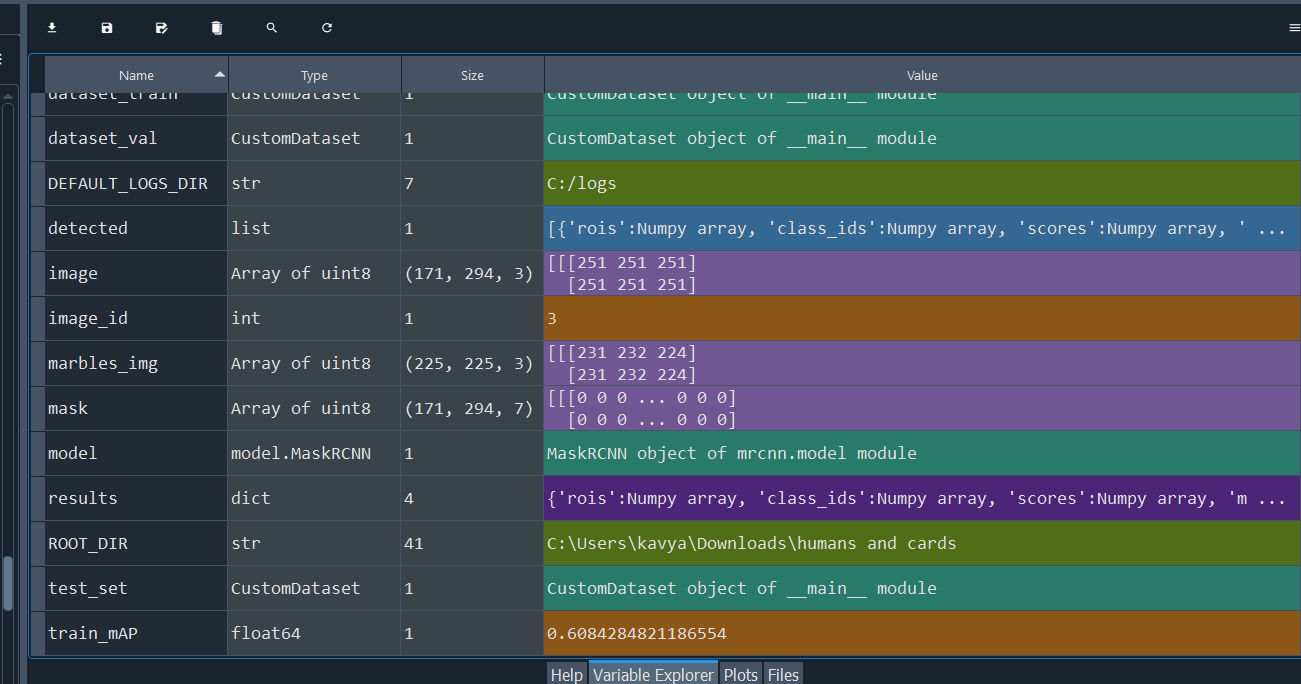 Name Type Size Value
dataset_train CustomDataset 1 CustomDataset object of __main__ module
dataset_val CustomDataset 1 CustomDataset object of __main__ module
DEFAULT_LOGS_DIR str 7 C:/logs
detected list 1 [{'rois':Numpy array, 'class_ids':Numpy array, 'scores':Numpy array, ' ...
image Array of uint8 (171, 294, 3) [[[251 251 251]
[251 251 251]
image_id int 1 3
marbles_img Array of uint8 (225, 225, 3) [[[231 232 224]
[231 232 224]
mask Array of uint8 (171, 294, 7) [[[0 0 0 ... 0 0 0]
[0 0 0 ... 0 0 0]
model model.MaskRCNN 1 MaskRCNN object of mrcnn.model module
results dict 4 {'rois':Numpy array, 'class_ids':Numpy array, 'scores':Numpy array, 'm ...
ROOT_DIR str 41 C:\Users\kavya\Downloads\humans and cards
test_set CustomDataset 1 CustomDataset object of __main__ module
train_mAP float64 1 0.6084284821186554
Help Variable Explorer Plots Files